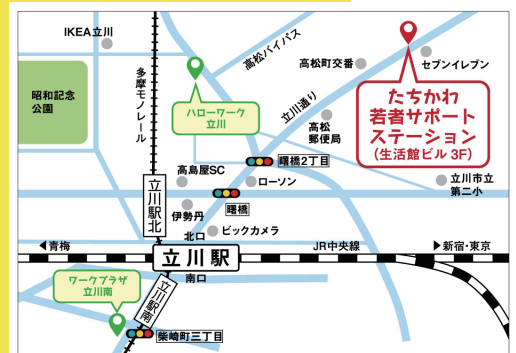 IKEA立川
高松バイパス
高松町交番
セブンイレブン
昭和記念
公園
多摩モノレール
ハローワーク
立川
立川通り
たちかわ
若者サポート
ステーション
(生活館ビル 3F)
高松
郵便局
曙橋2丁目
高島屋SC
ローソン
立川市立
第二小
立川駅北
伊勢丹
曙橋
北口
ビックカメラ
◀青梅
立川駅
JR中央線
▶新宿・東京
ワークプラザ
立川南
南口
立川駅南
柴崎町三丁目